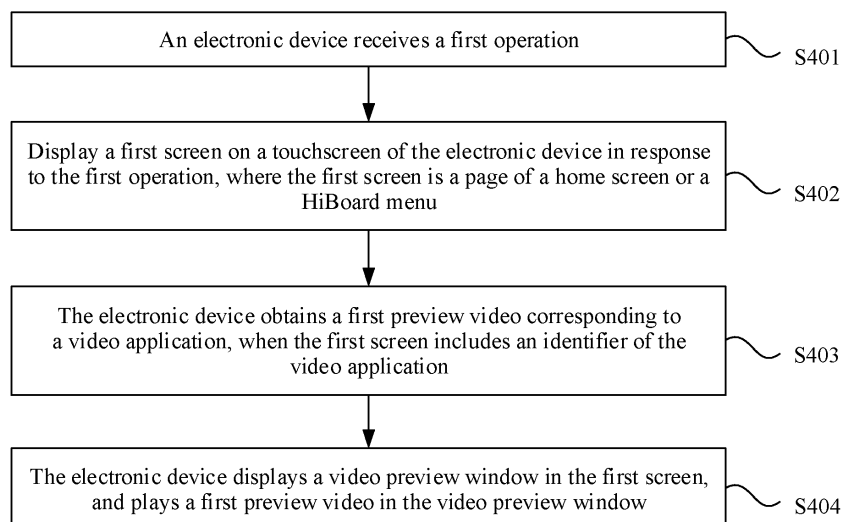 An electronic device receives a first operation
S401
Display a first screen on a touchscreen of the electronic device in response
to the first operation, where the first screen is a page of a home screen or a
HiBoard menu
S402
The electronic device obtains a first preview video corresponding to
a video application, when the first screen includes an identifier of the
video application
S403
The electronic device displays a video preview window in the first screen,
and plays a first preview video in the video preview window
S404